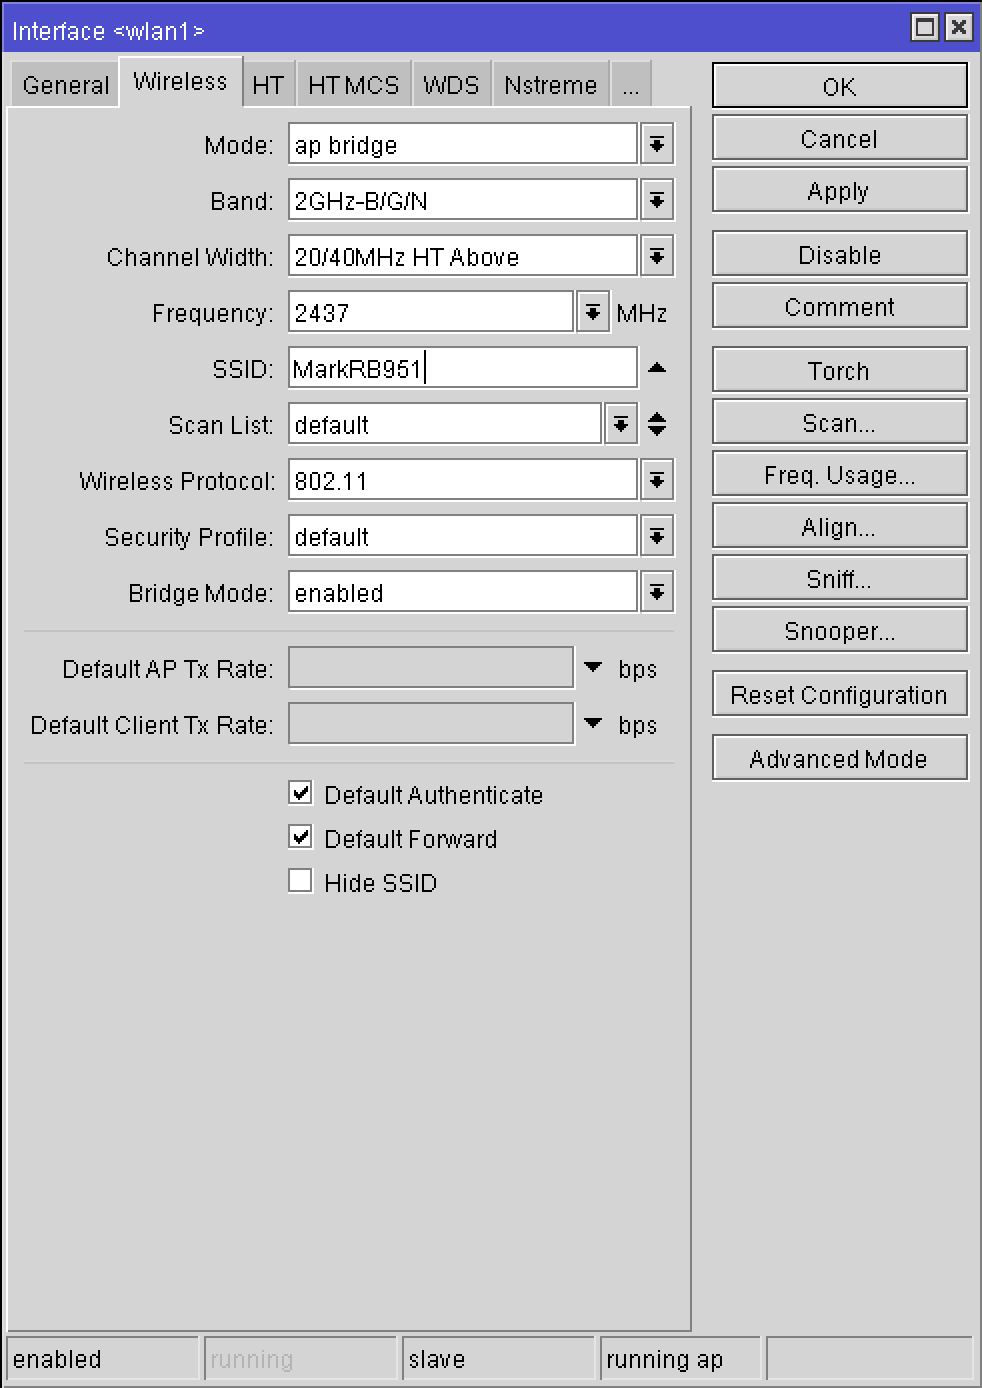 Interface <wlan1>
General Wireless HT HT MCS WDS Nstreme ...
Mode: ap bridge
Band: 2GHz-B/G/N
Channel Width: 20/40MHz HT Above
Frequency: 2437 MHz
SSID: MarkRB951
Scan List: default
Wireless Protocol: 802.11
Security Profile: default
Bridge Mode: enabled
Default AP Tx Rate: bps
Default Client Tx Rate: bps
Default Authenticate
Default Forward
Hide SSID
OK
Cancel
Apply
Disable
Comment
Torch
Scan...
Freq. Usage...
Align...
Sniff...
Snooper...
Reset Configuration
Advanced Mode
enabled running slave running ap